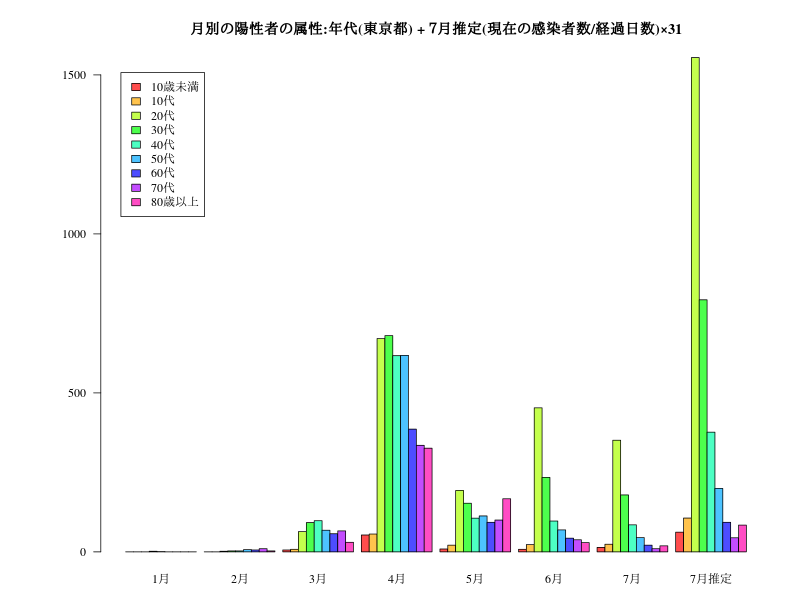 月別の陽性者の属性:年代(東京都) + 7月推定(現在の感染者数/経過日数)×31
1500
1000
500
0
10歳未満
10代
20代
30代
40代
50代
60代
70代
80歳以上
1月
2月
3月
4月
5月
6月
7月
7月推定